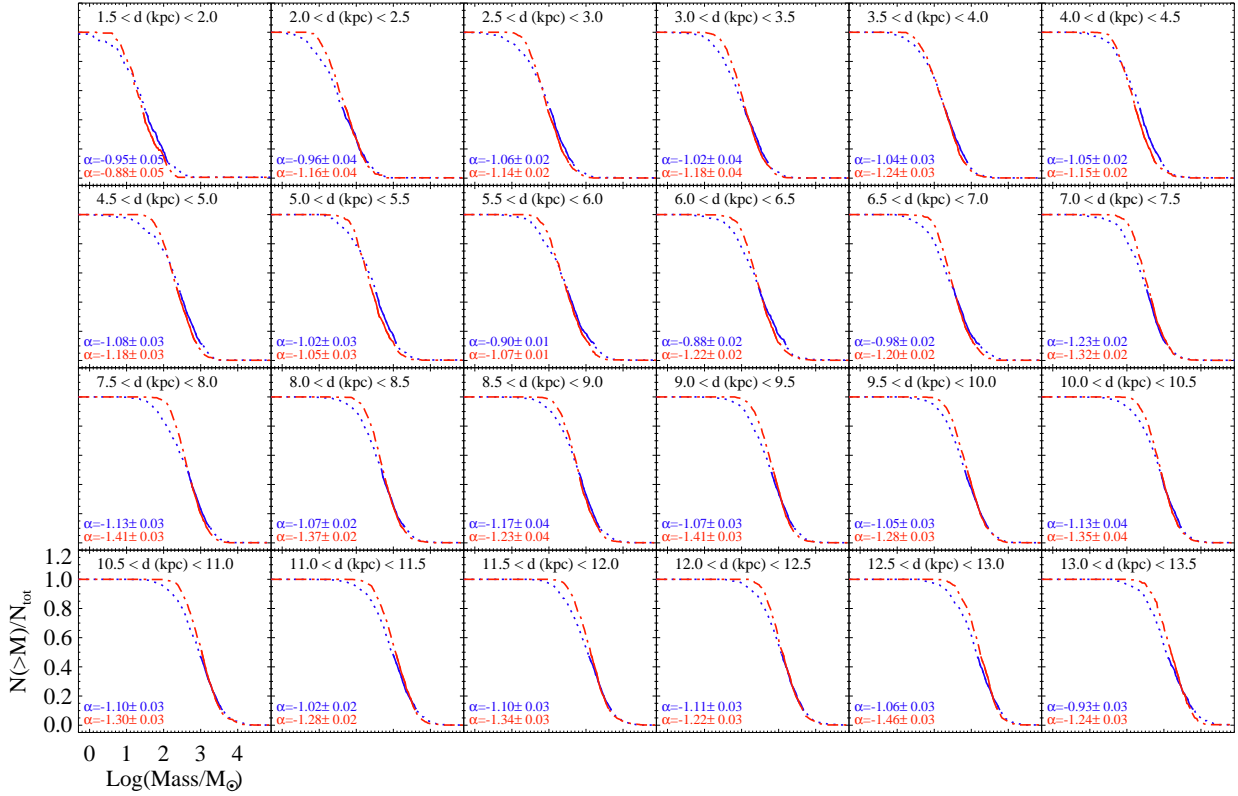 1.5 < d (kpc) < 2.0
α=-0.95± 0.05
α=-0.88± 0.05
2.0 < d (kpc) < 2.5
α=-0.96± 0.04
α=-1.16± 0.04
2.5 < d (kpc) < 3.0
α=-1.06± 0.02
α=-1.14± 0.02
3.0 < d (kpc) < 3.5
α=-1.02± 0.04
α=-1.18± 0.04
3.5 < d (kpc) < 4.0
α=-1.04± 0.03
α=-1.24± 0.03
4.0 < d (kpc) < 4.5
α=-1.05± 0.02
α=-1.15± 0.02
4.5 < d (kpc) < 5.0
α=-1.08± 0.03
α=-1.18± 0.03
5.0 < d (kpc) < 5.5
α=-1.02± 0.03
α=-1.05± 0.03
5.5 < d (kpc) < 6.0
α=-0.90± 0.01
α=-1.07± 0.01
6.0 < d (kpc) < 6.5
α=-0.88± 0.02
α=-1.22± 0.02
6.5 < d (kpc) < 7.0
α=-0.98± 0.02
α=-1.20± 0.02
7.0 < d (kpc) < 7.5
α=-1.23± 0.02
α=-1.32± 0.02
7.5 < d (kpc) < 8.0
α=-1.13± 0.03
α=-1.41± 0.03
8.0 < d (kpc) < 8.5
α=-1.07± 0.02
α=-1.37± 0.02
8.5 < d (kpc) < 9.0
α=-1.17± 0.04
α=-1.23± 0.04
9.0 < d (kpc) < 9.5
α=-1.07± 0.03
α=-1.41± 0.03
9.5 < d (kpc) < 10.0
α=-1.05± 0.03
α=-1.28± 0.03
10.0 < d (kpc) < 10.5
α=-1.13± 0.04
α=-1.35± 0.04
10.5 < d (kpc) < 11.0
α=-1.10± 0.03
α=-1.30± 0.03
11.0 < d (kpc) < 11.5
α=-1.02± 0.02
α=-1.28± 0.02
11.5 < d (kpc) < 12.0
α=-1.10± 0.03
α=-1.34± 0.03
12.0 < d (kpc) < 12.5
α=-1.11± 0.03
α=-1.22± 0.03
12.5 < d (kpc) < 13.0
α=-1.06± 0.03
α=-1.46± 0.03
13.0 < d (kpc) < 13.5
α=-0.93± 0.03
α=-1.24± 0.03
N(>M)/N_tot
1.2
1.0
0.8
0.6
0.4
0.2
0.0
0 1 2 3 4
Log(Mass/M⊙)